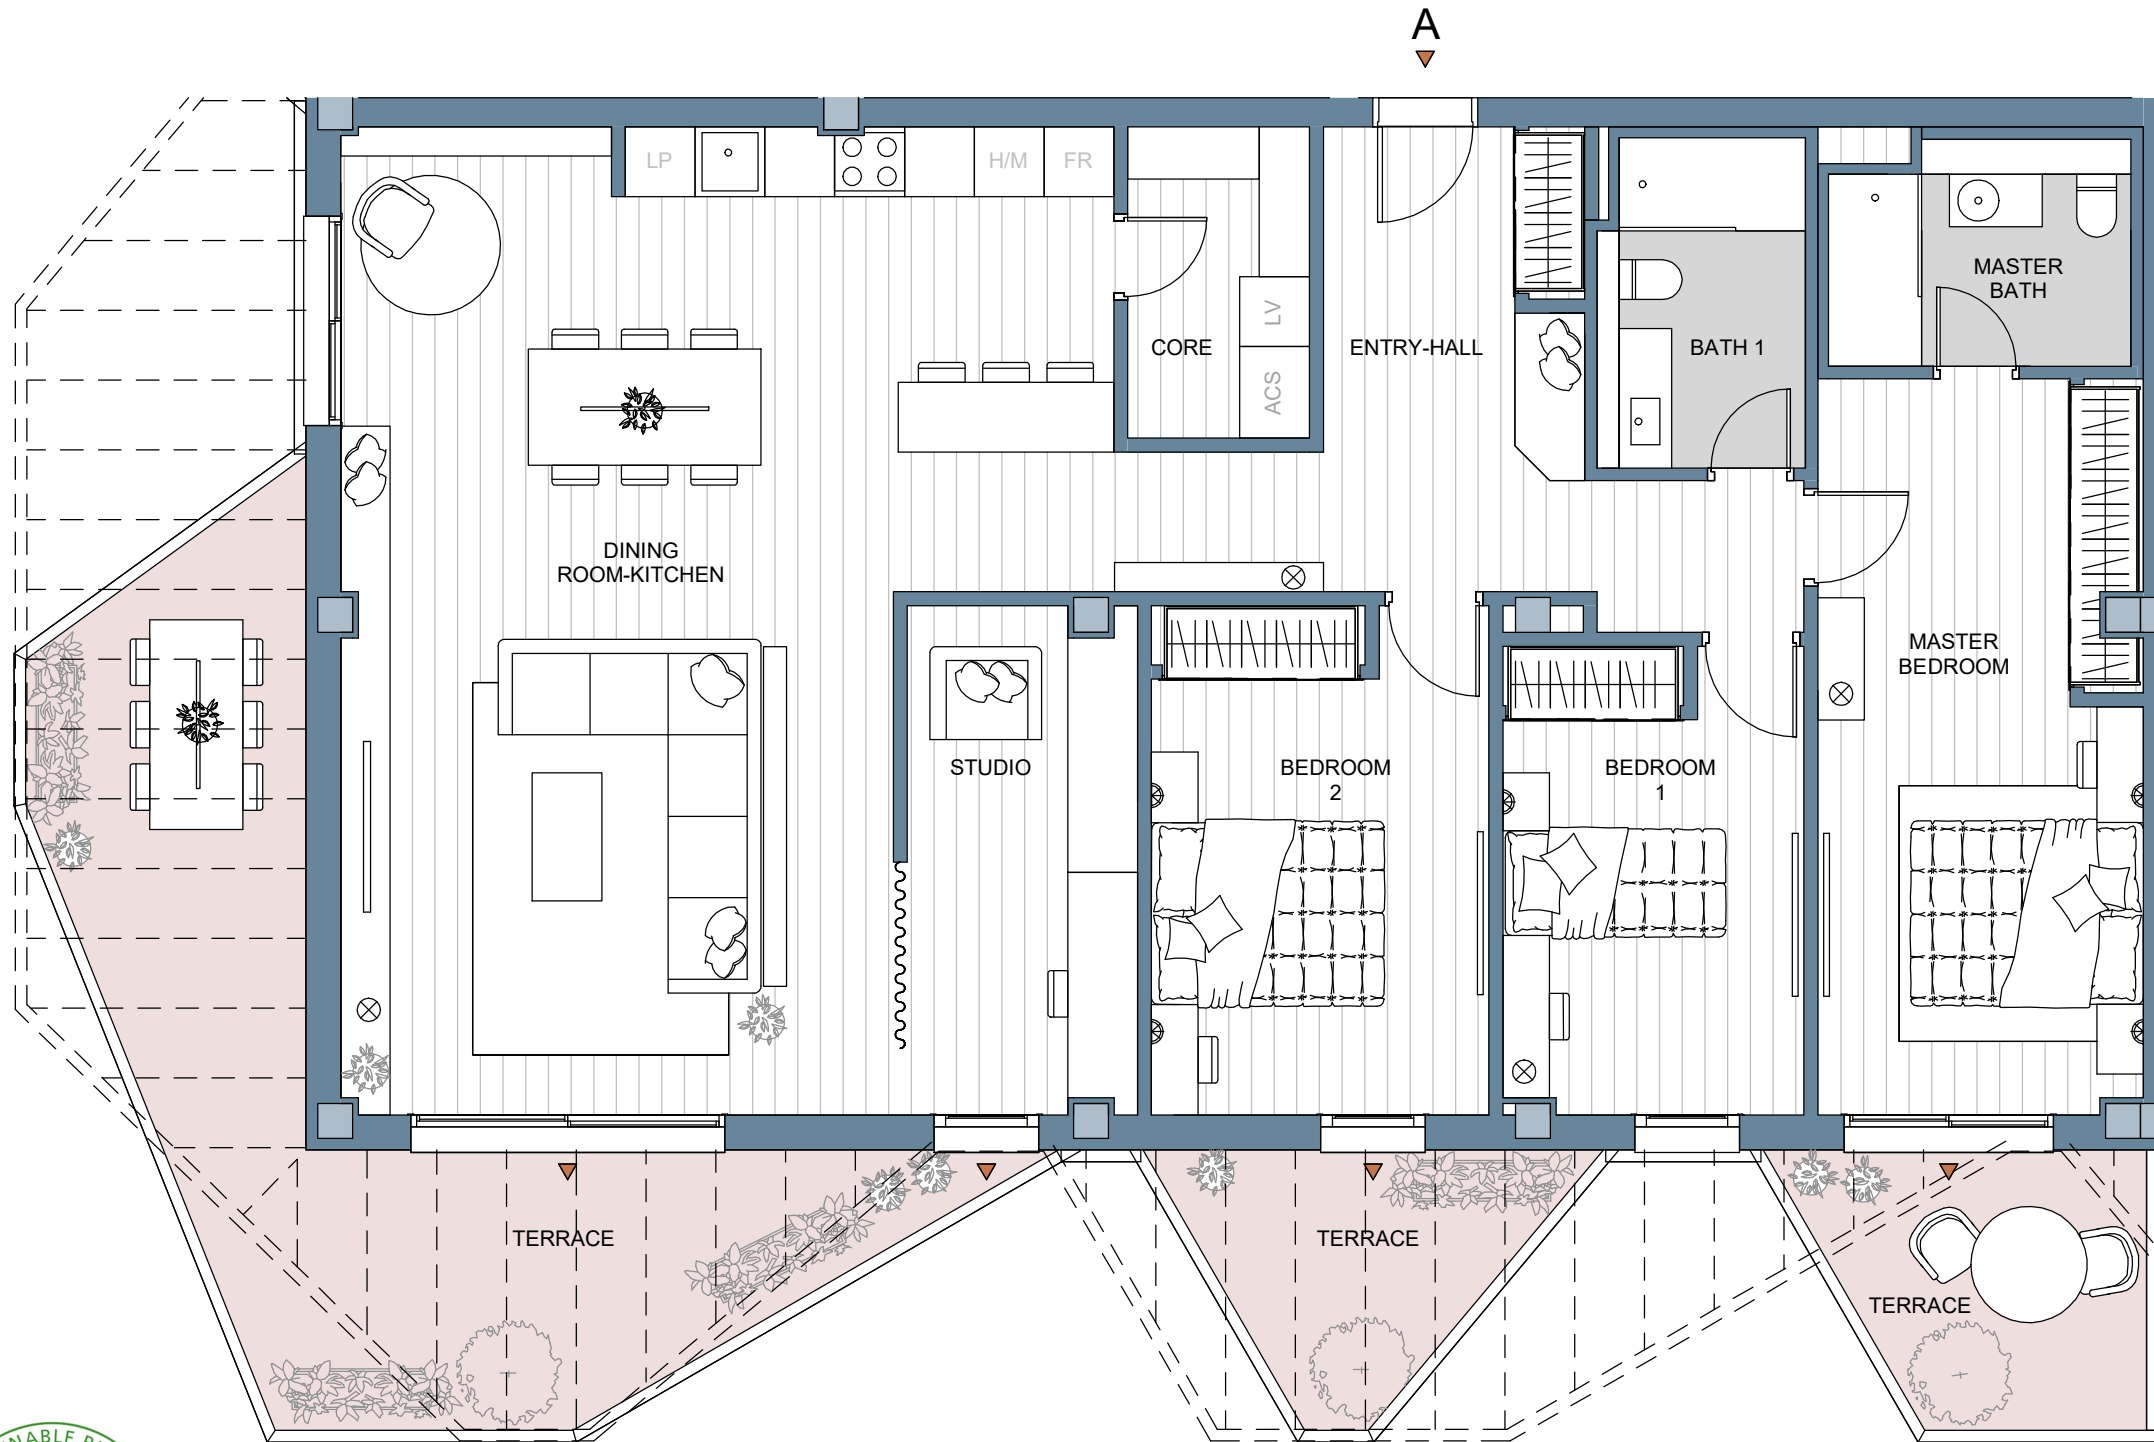 A
LP
H/M
FR
MASTER
BATH
LV
CORE
ENTRY-HALL
BATH 1
ACS
DINING
ROOM-KITCHEN
MASTER
BEDROOM
STUDIO
BEDROOM
2
BEDROOM
1
TERRACE
TERRACE
TERRACE